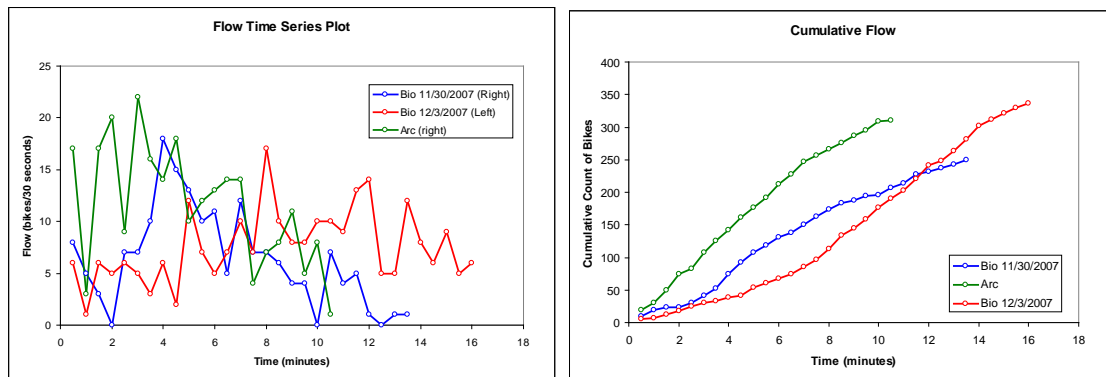 Flow Time Series Plot
25
20
15
10
5
0
Flow (bikes/30 seconds)
0 2 4 6 8 10 12 14 16 18
Time (minutes)
Bio 11/30/2007 (Right)
Bio 12/3/2007 (Left)
Arc (right)
Cumulative Flow
400
350
300
250
200
150
100
50
0
Cumulative Count of Bikes
0 2 4 6 8 10 12 14 16 18
Time (minutes)
Bio 11/30/2007
Arc
Bio 12/3/2007